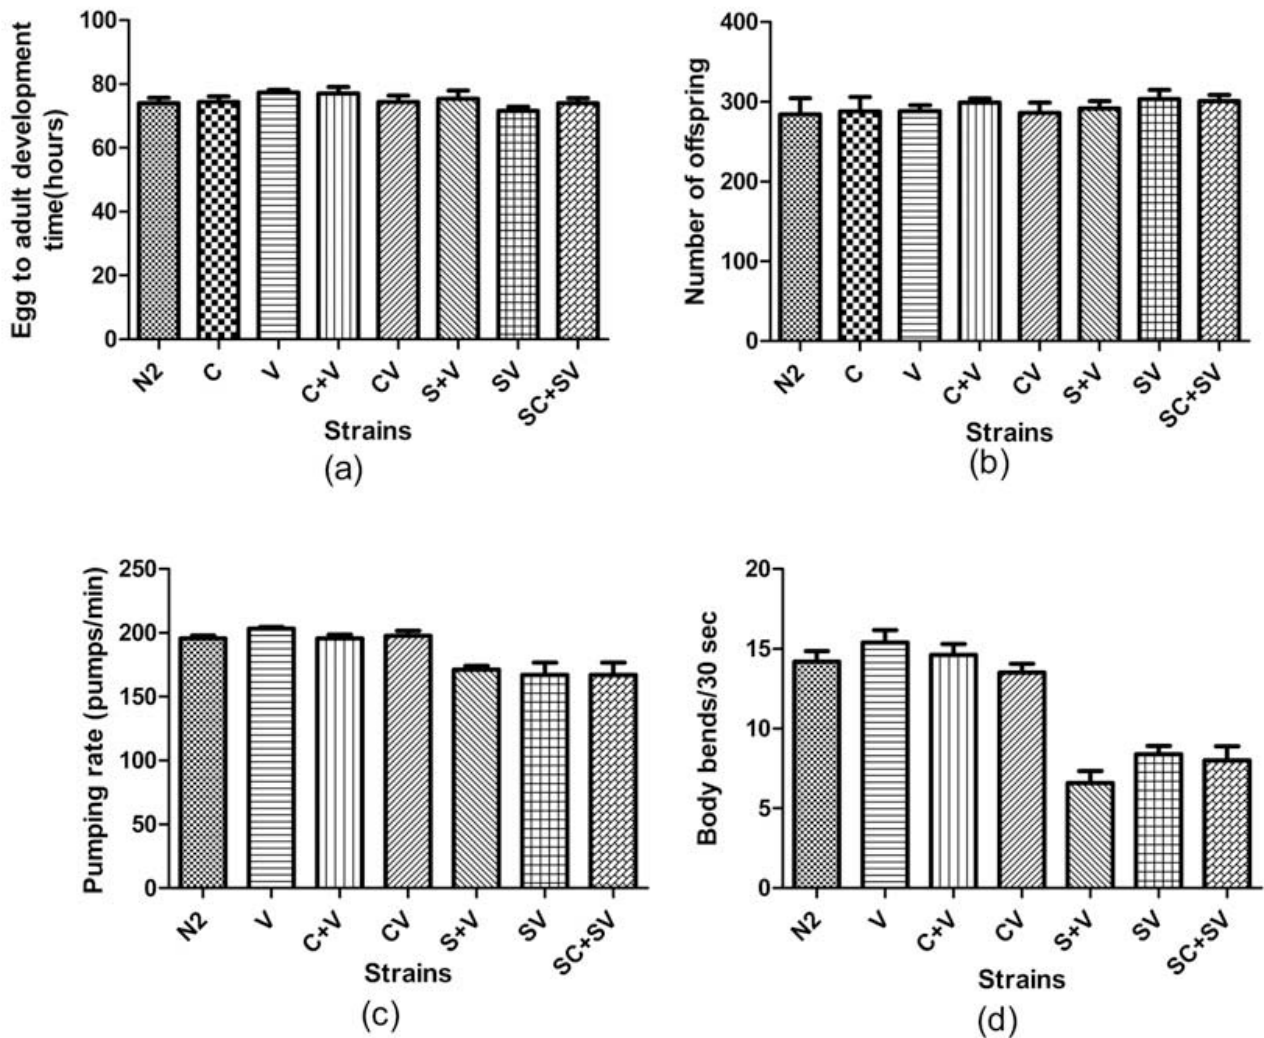 Egg to adult development
time(hours)
100
80
60
40
20
0
N2 C V C+V CV S+V SV SC+SV
Strains
(a)
Number of offspring
400
300
200
100
0
N2 C V C+V CV S+V SV SC+SV
Strains
(b)
Pumping rate (pumps/min)
250
200
150
100
50
0
N2 V C+V CV S+V SV SC+SV
Strains
(c)
Body bends/30 sec
20
15
10
5
0
N2 V C+V CV S+V SV SC+SV
Strains
(d)